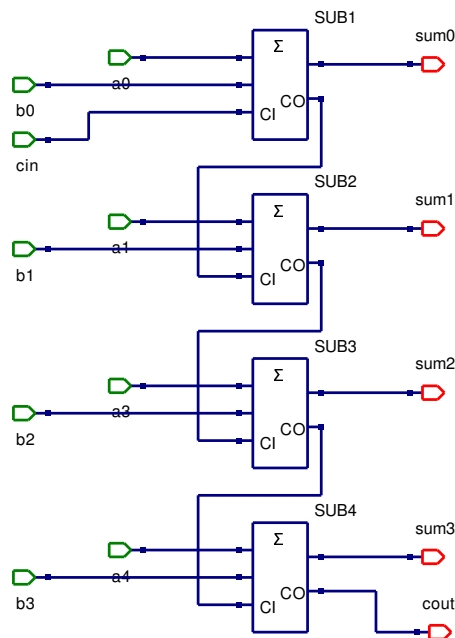 SUB1
sum0
Σ
a0
b0
CO
CI
cin
SUB2
sum1
Σ
a1
b1
CO
CI
SUB3
sum2
Σ
a3
b2
CO
CI
SUB4
sum3
Σ
a4
b3
CO
CI
cout